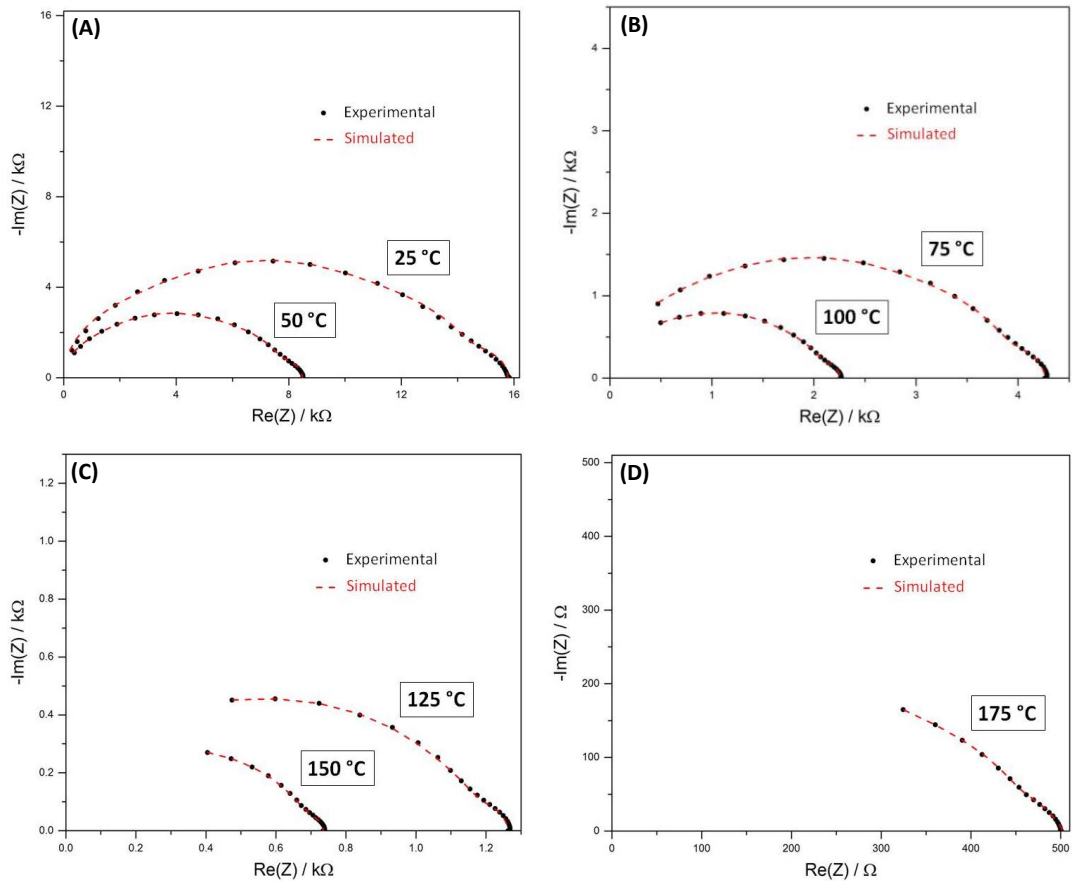 (A)
16
12
8
4
0
-Im(Z) / kΩ
Experimental
Simulated
25 °C
50 °C
0 4 8 12 16
Re(Z) / kΩ
(B)
4
3
2
1
0
-Im(Z) / kΩ
Experimental
Simulated
75 °C
100 °C
0 1 2 3 4
Re(Z) / kΩ
(C)
1.2
1.0
0.8
0.6
0.4
0.2
0.0
-Im(Z) / kΩ
Experimental
Simulated
125 °C
150 °C
0.0 0.2 0.4 0.6 0.8 1.0 1.2
Re(Z) / kΩ
(D)
500
400
300
200
100
0
-Im(Z) / Ω
Experimental
Simulated
175 °C
0 100 200 300 400 500
Re(Z) / Ω